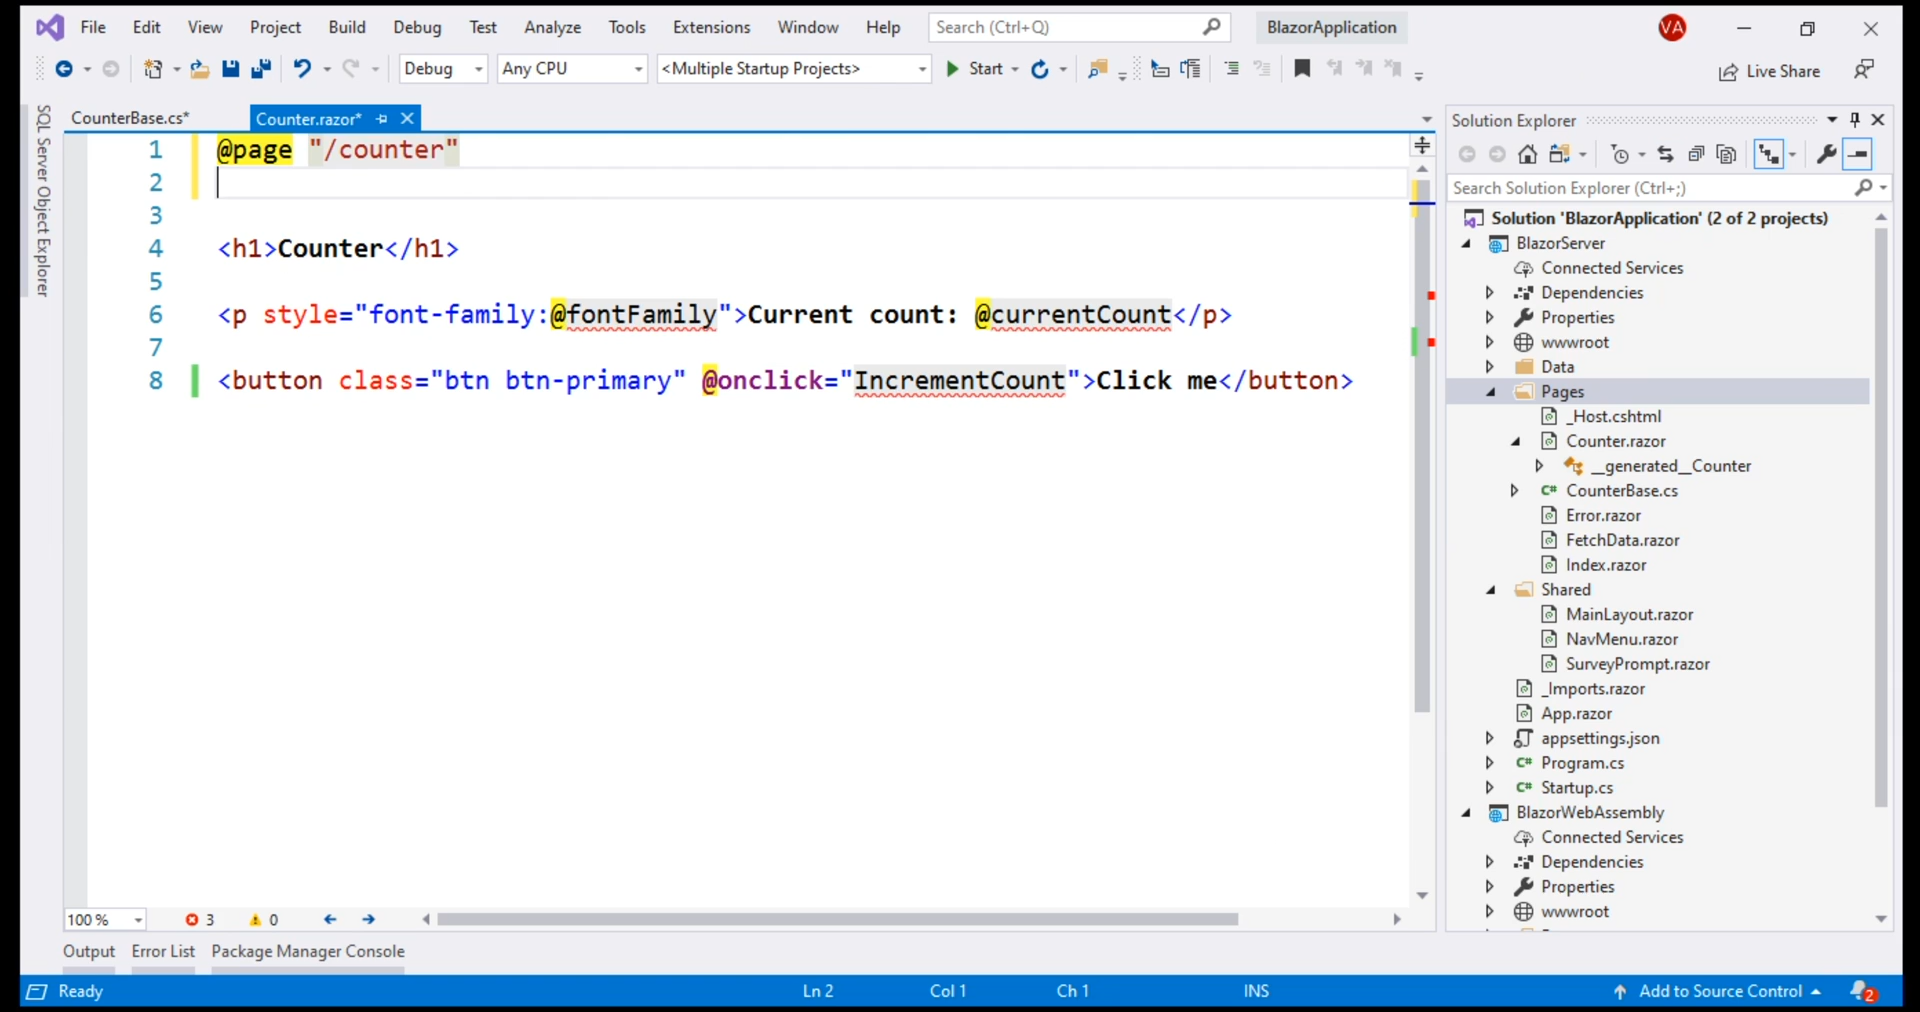 File Edit View Project Build Debug Test Analyze Tools Extensions Window Help Search (Ctrl+Q) BlazorApplication VA
Debug Any CPU <Multiple Startup Projects> Start Live Share
SQL Server Object Explorer
CounterBase.cs* Counter.razor*
1 @page "/counter"
2
3
4 <h1>Counter</h1>
5
6 <p style="font-family:@fontFamily">Current count: @currentCount</p>
7
8 <button class="btn btn-primary" @onclick="IncrementCount">Click me</button>
100 % 3 0
Solution Explorer
Search Solution Explorer (Ctrl+;)
Solution 'BlazorApplication' (2 of 2 projects)
BlazorServer
Connected Services
Dependencies
Properties
wwwroot
Data
Pages
_Host.cshtml
Counter.razor
__generated__Counter
C# CounterBase.cs
Error.razor
FetchData.razor
Index.razor
Shared
MainLayout.razor
NavMenu.razor
SurveyPrompt.razor
_Imports.razor
App.razor
appsettings.json
C# Program.cs
C# Startup.cs
BlazorWebAssembly
Connected Services
Dependencies
Properties
wwwroot
Output Error List Package Manager Console
Ready Ln 2 Col 1 Ch 1 INS Add to Source Control 2